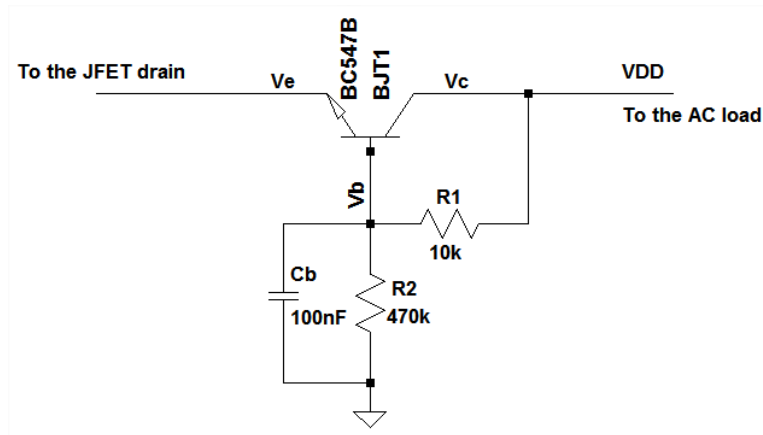 To the JFET drain
Ve
BC547B
BJT1
Vc
VDD
To the AC load
Vb
R1
10k
Cb
100nF
R2
470k